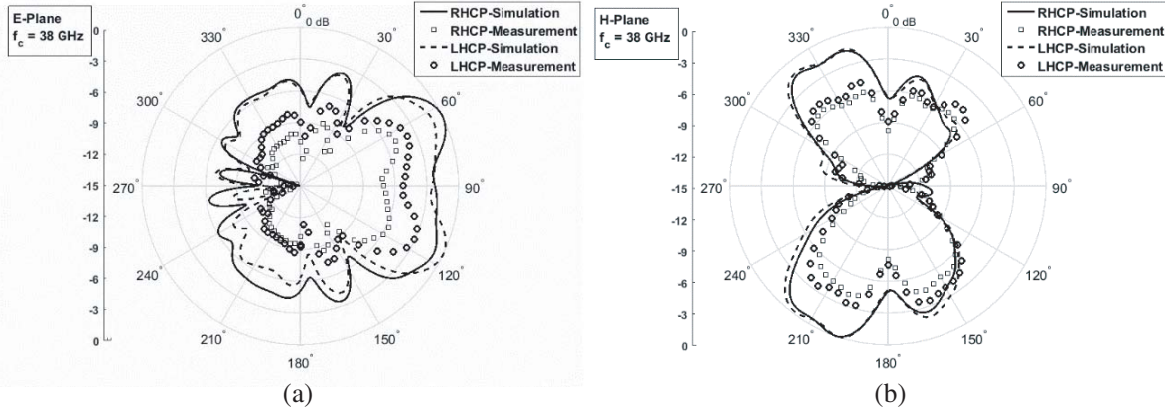 E-Plane
f_c = 38 GHz
RHCP-Simulation
RHCP-Measurement
LHCP-Simulation
LHCP-Measurement
0°
0 dB
30°
60°
90°
120°
150°
180°
210°
240°
270°
300°
330°
0
-3
-6
-9
-12
-15
-12
-9
-6
-3
0
(a)
H-Plane
f_c = 38 GHz
RHCP-Simulation
RHCP-Measurement
LHCP-Simulation
LHCP-Measurement
0°
0 dB
30°
60°
90°
120°
150°
180°
210°
240°
270°
300°
330°
0
-3
-6
-9
-12
-15
-12
-9
-6
-3
0
(b)